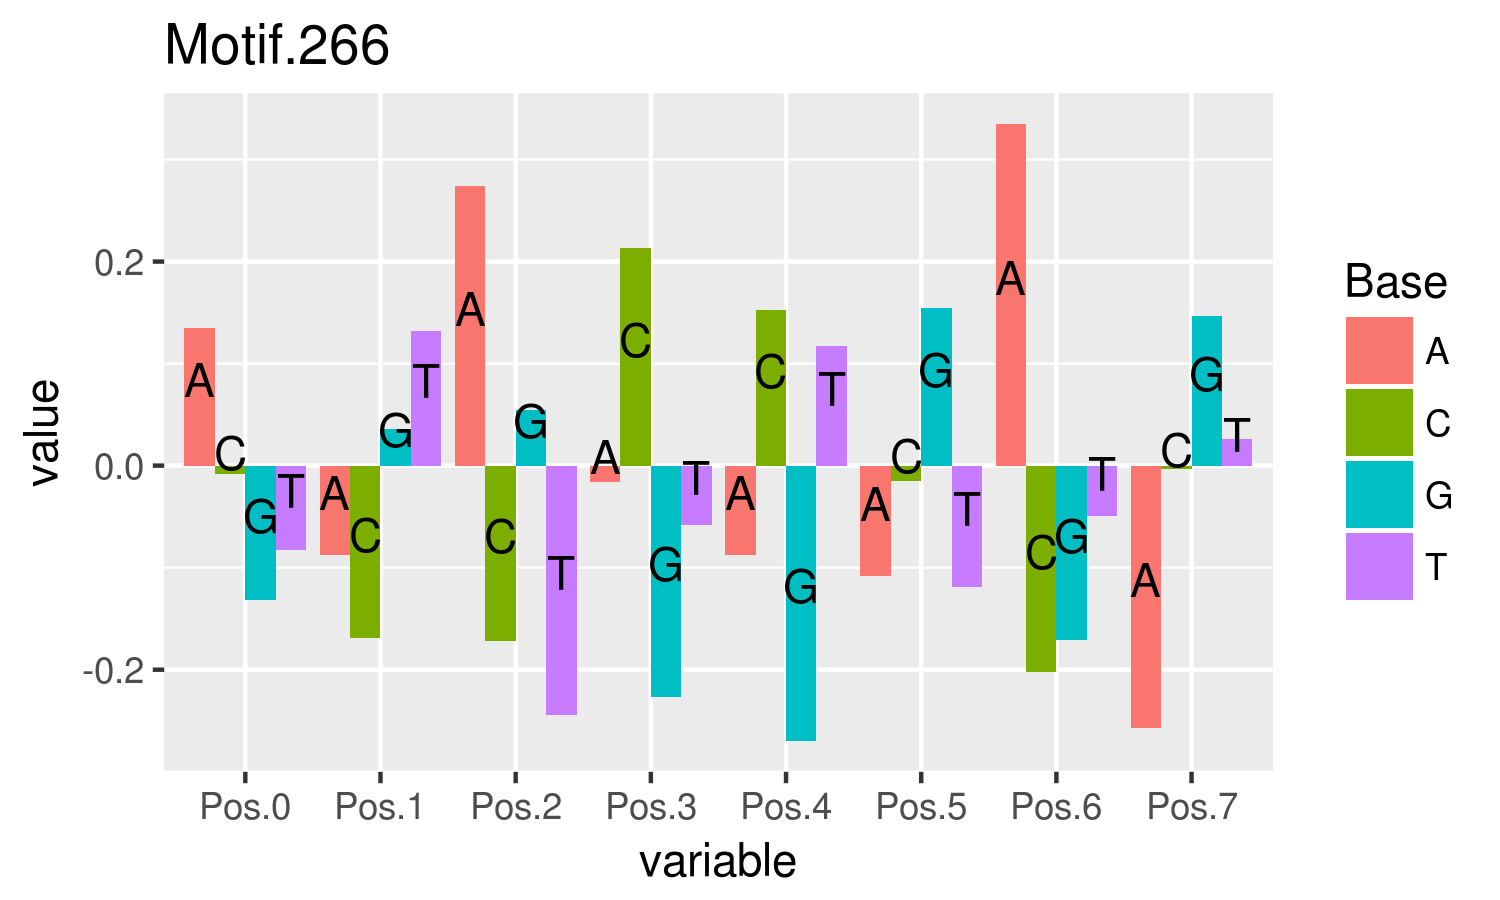 Motif.266
value
0.2
0.0
-0.2
A C G T A C G T A C G T A C G T A C G T A C G T A C G T A C G T
Pos.0 Pos.1 Pos.2 Pos.3 Pos.4 Pos.5 Pos.6 Pos.7
variable
Base
A
C
G
T